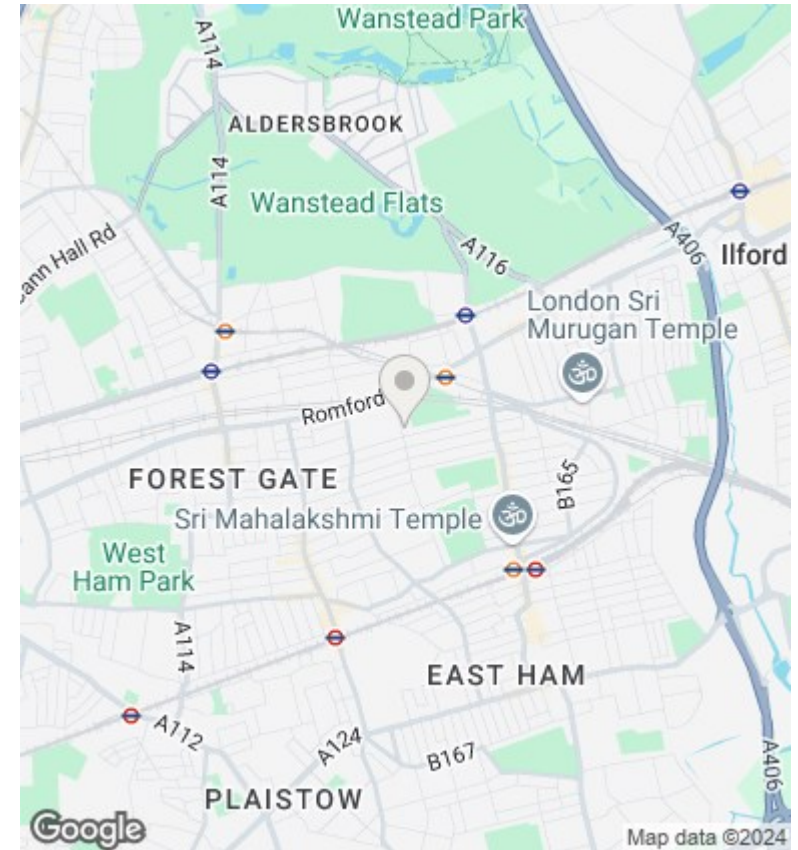 Wanstead Park
A114
ALDERSBROOK
A114
Wanstead Flats
A116
A406
Ilford
ann Hall Rd
London Sri
Murugan Temple
Romford
FOREST GATE
B165
Sri Mahalakshmi Temple
West
Ham Park
A114
EAST HAM
A112
A124
B167
A406
PLAISTOW
Google
Map data ©2024